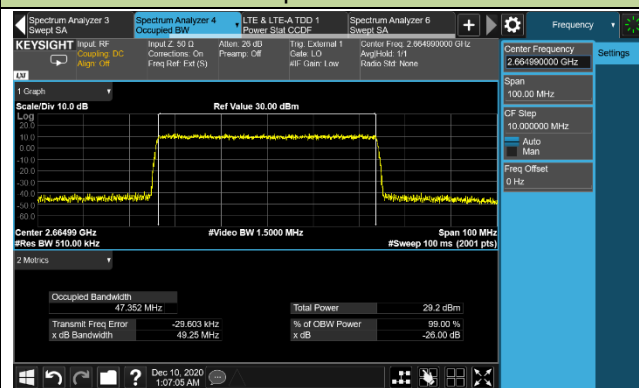 Spectrum Analyzer 3
Swept SA
Spectrum Analyzer 4
Occupied BW
LTE & LTE-A TDD 1
Power Stat CCDF
Spectrum Analyzer 6
Swept SA
Frequency
KEYSIGHT
Input: RF
Coupling: DC
Align: Off
Input Z: 50 Ω
Corrections: On
Freq Ref: Ext (S)
Atten: 26 dB
Preamp: Off
Trig: External 1
Gate: LO
#IF Gain: Low
Center Freq: 2.664990000 GHz
Avg|Hold: 1/1
Radio Std: None
LXI
Center Frequency
2.664990000 GHz
Settings
Span
100.00 MHz
CF Step
10.000000 MHz
Auto
Man
Freq Offset
0 Hz
1 Graph
Scale/Div 10.0 dB
Ref Value 30.00 dBm
Log
20.0
10.0
0.00
-10.0
-20.0
-30.0
-40.0
-50.0
-60.0
Center 2.66499 GHz
#Video BW 1.5000 MHz
Span 100 MHz
#Res BW 510.00 kHz
#Sweep 100 ms (2001 pts)
2 Metrics
Occupied Bandwidth
47.352 MHz
Total Power 29.2 dBm
Transmit Freq Error -29.603 kHz
% of OBW Power 99.00 %
x dB Bandwidth 49.25 MHz
x dB -26.00 dB
?
Dec 10, 2020
1:07:05 AM